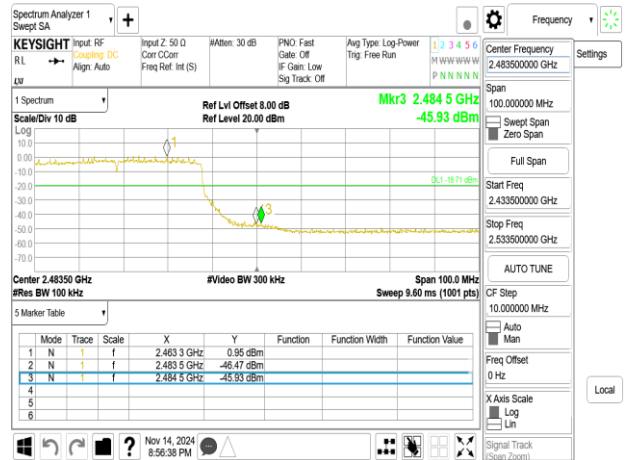 Spectrum Analyzer 1
Swept SA
Frequency
KEYSIGHT
Input: RF
Coupling: DC
Align: Auto
Input Z: 50 Ω
Corr CCorr
Freq Ref: Int (S)
#Atten: 30 dB
PNO: Fast
Gate: Off
IF Gain: Low
Sig Track: Off
Avg Type: Log-Power
Trig: Free Run
1 2 3 4 5 6
M W W W W W
P N N N N N
RL
LXI
Center Frequency
2.483500000 GHz
Settings
Span
100.000000 MHz
Swept Span
Zero Span
Full Span
Start Freq
2.433500000 GHz
Stop Freq
2.533500000 GHz
AUTO TUNE
CF Step
10.000000 MHz
Auto
Man
Freq Offset
0 Hz
X Axis Scale
Log
Lin
Signal Track
(Span Zoom)
Local
1 Spectrum
Scale/Div 10 dB
Ref Lvl Offset 8.00 dB
Ref Level 20.00 dBm
Mkr3 2.484 5 GHz
-45.93 dBm
Log
10.0
0.00
-10.0
-20.0
-30.0
-40.0
-50.0
-60.0
-70.0
1
3
DL1 -19.71 dBm
Center 2.48350 GHz
#Video BW 300 kHz
Span 100.0 MHz
#Res BW 100 kHz
Sweep 9.60 ms (1001 pts)
5 Marker Table
Mode Trace Scale X Y Function Function Width Function Value
1 N 1 f 2.463 3 GHz 0.95 dBm
2 N 1 f 2.483 5 GHz -46.47 dBm
3 N 1 f 2.484 5 GHz -45.93 dBm
4
5
6
?
Nov 14, 2024
8:56:38 PM